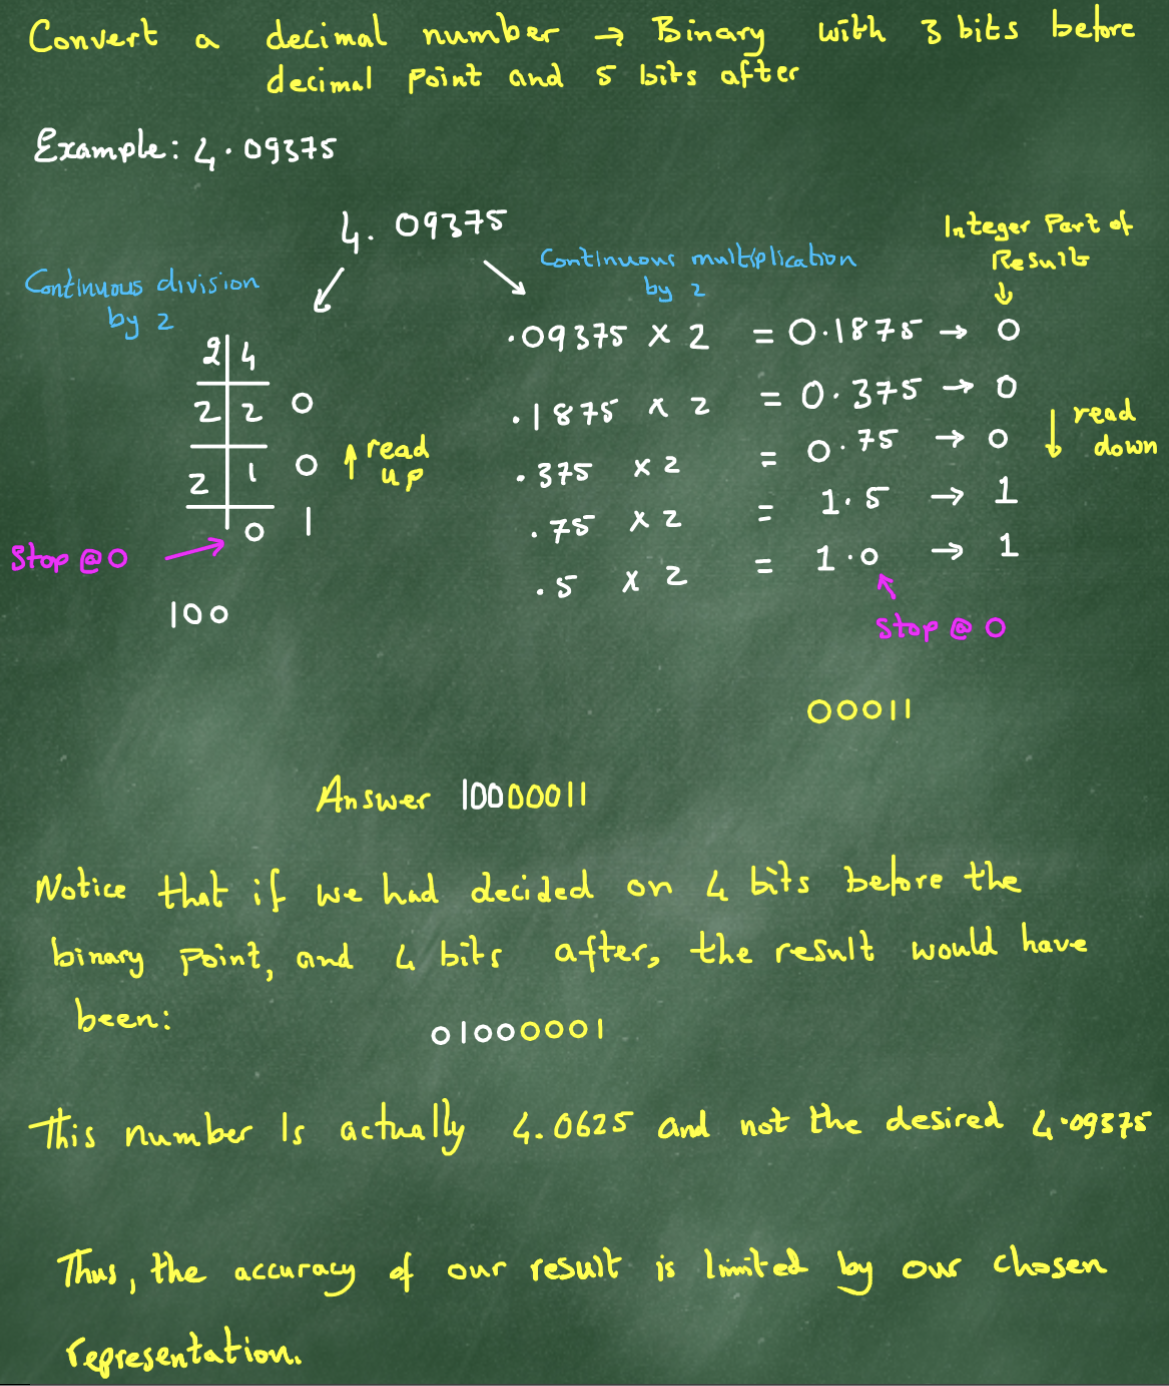 Convert a decimal number → Binary with 3 bits before
decimal point and 5 bits after
Example: 4.09375
4.09375
Continuous division
by 2
2 4
2 2 0
2 1 0
0 1
↑ read
up
Stop @ 0
100
Continuous multiplication
by 2
Integer Part of
Result
↓
.09375 x 2 = 0.1875 → 0
.1875 x 2 = 0.375 → 0
.375 x 2 = 0.75 → 0
.75 x 2 = 1.5 → 1
.5 x 2 = 1.0 → 1
↓ read
down
Stop @ 0
00011
Answer 10000011
Notice that if we had decided on 4 bits before the
binary point, and 4 bits after, the result would have
been:
01000001
This number Is actually 4.0625 and not the desired 4.09375
Thus, the accuracy of our result is limited by our chosen
representation.